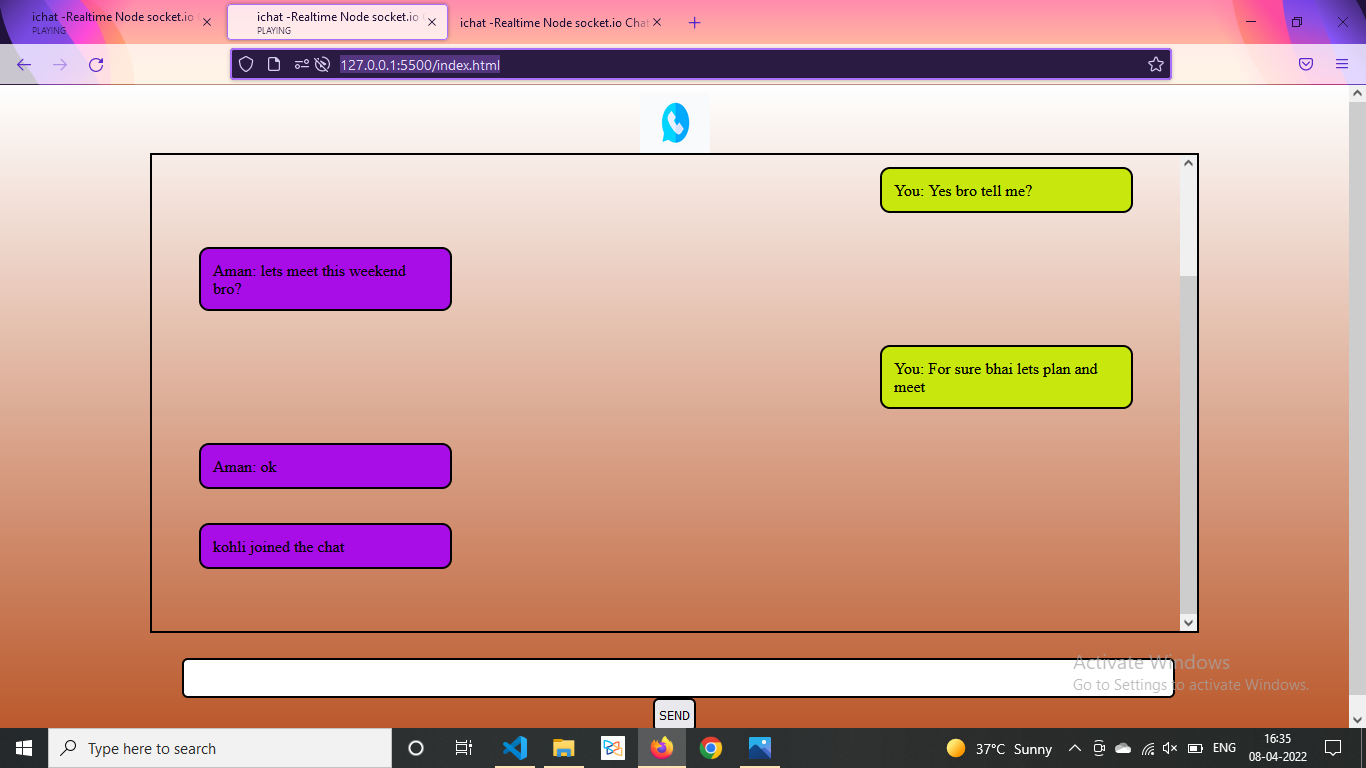 ichat -Realtime Node socket.io
PLAYING
ichat -Realtime Node socket.io
PLAYING
ichat -Realtime Node socket.io Chat
127.0.0.1:5500/index.html
You: Yes bro tell me?
Aman: lets meet this weekend
bro?
You: For sure bhai lets plan and
meet
Aman: ok
kohli joined the chat
SEND
Activate Windows
Go to Settings to activate Windows.
Type here to search
37°C Sunny
ENG
16:35
08-04-2022